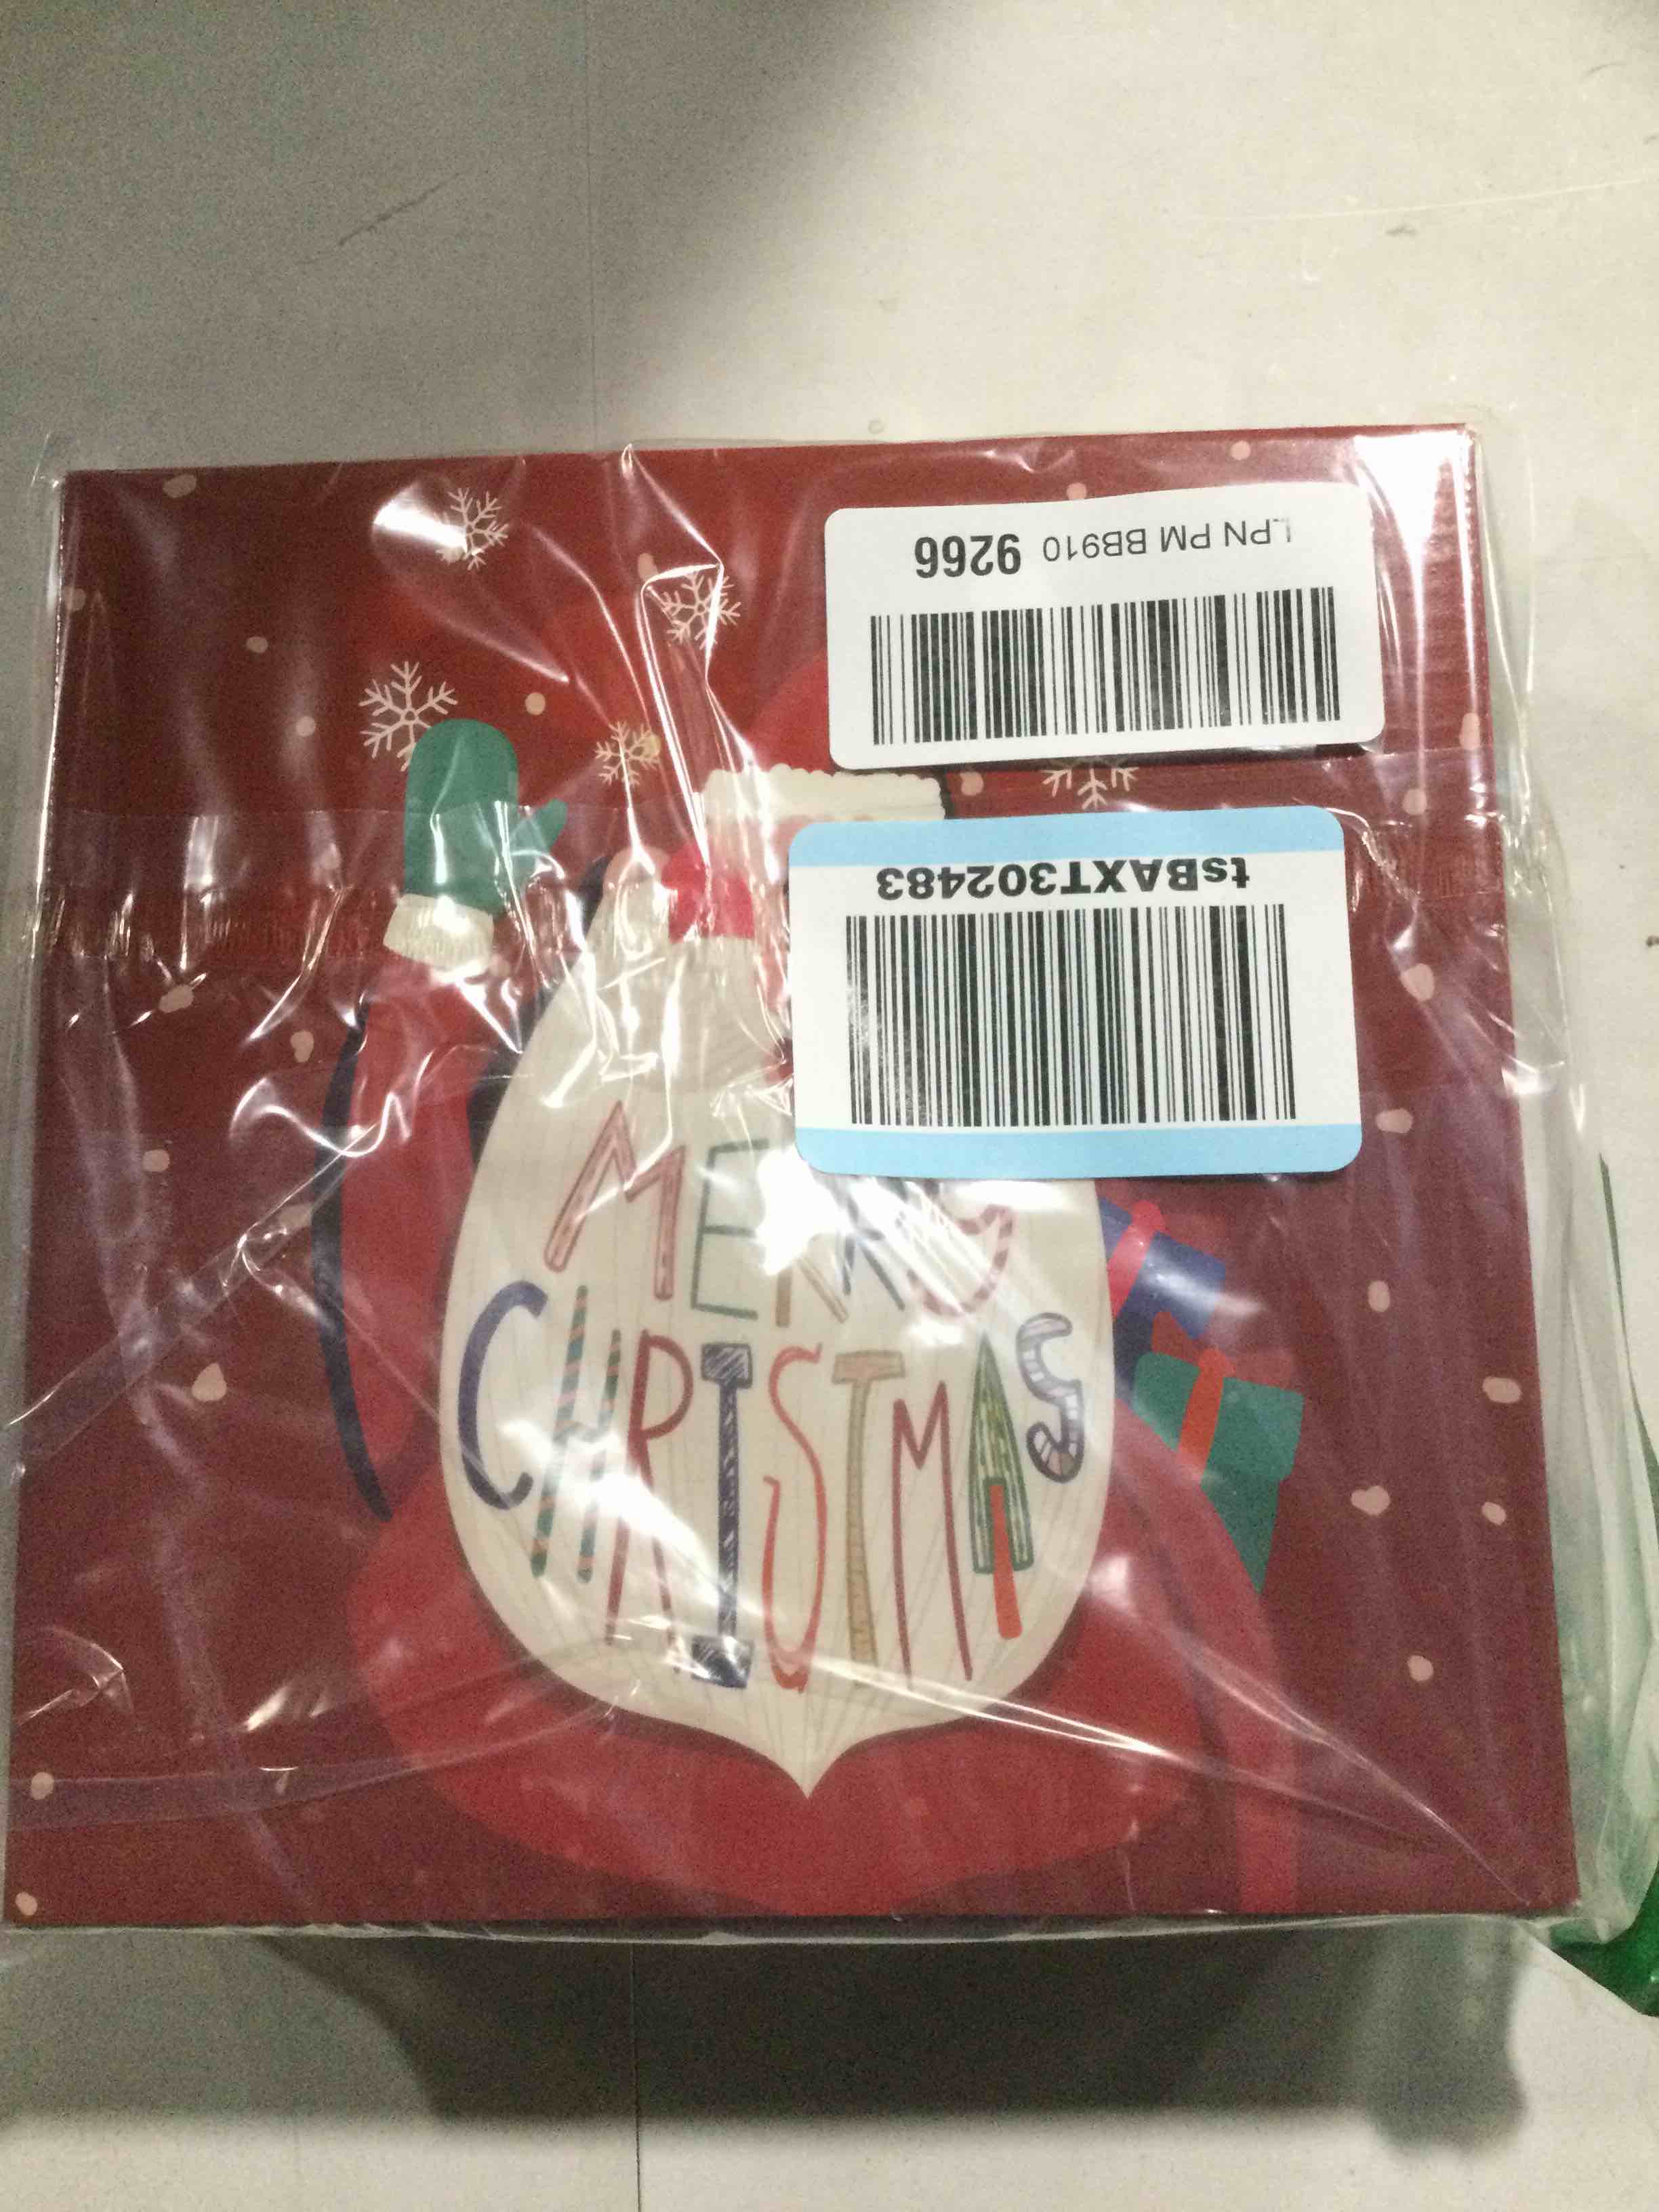 LPN PM BB910 9266
tsBAXT302483
MERRY
CHRISTMAS